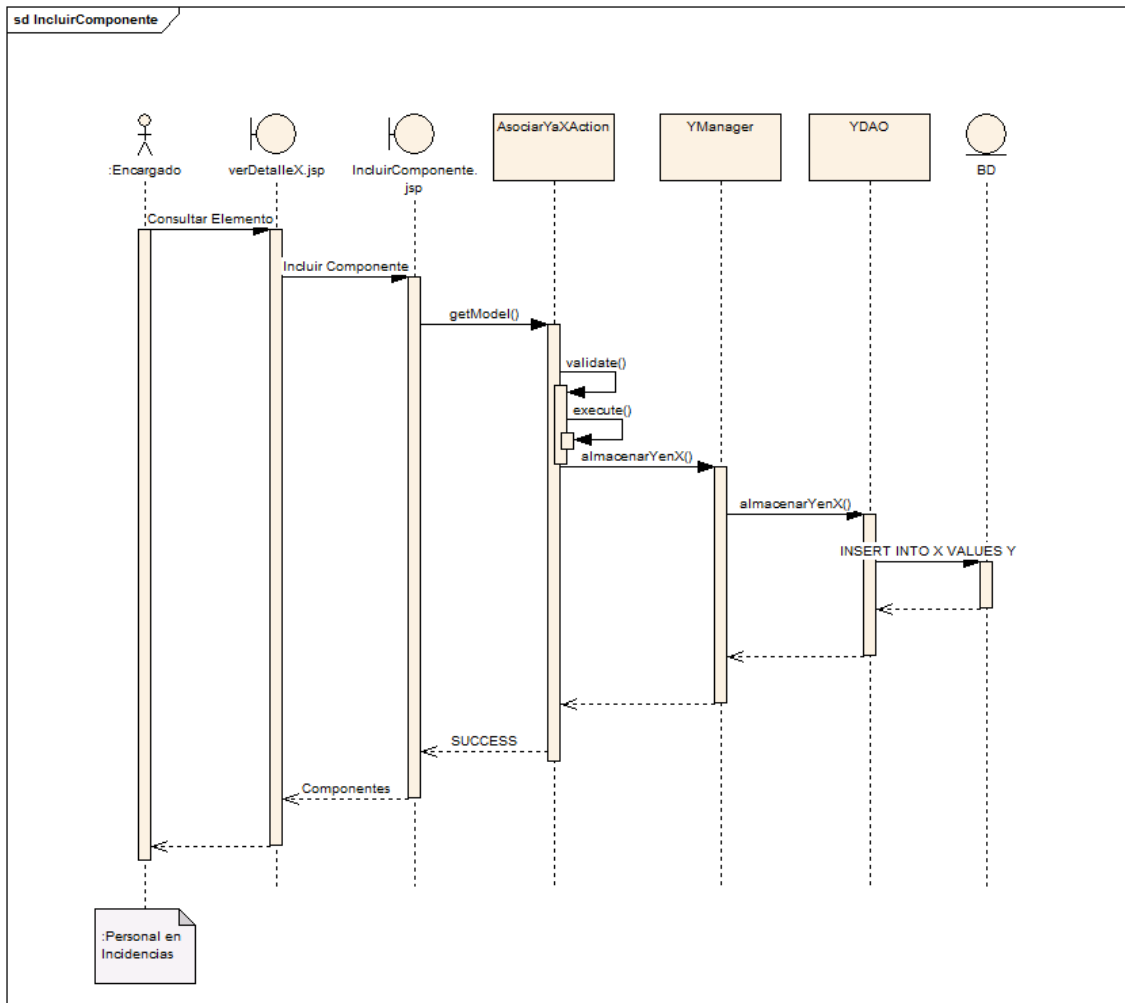 sd IncluirComponente
:Encargado
verDetalleX.jsp
IncluirComponente.
jsp
AsociarYaXAction
YManager
YDAO
BD
Consultar Elemento
Incluir Componente
getModel()
validate()
execute()
almacenarYenX()
almacenarYenX()
INSERT INTO X VALUES Y
SUCCESS
Componentes
:Personal en
Incidencias